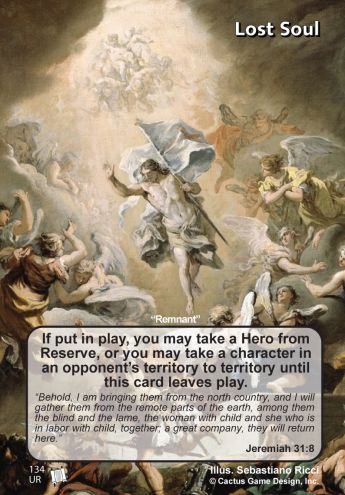 Lost Soul
“Remnant”
If put in play, you may take a Hero from
Reserve, or you may take a character in
an opponent's territory to territory until
this card leaves play.
“Behold, I am bringing them from the north country, and I will
gather them from the remote parts of the earth, among them
the blind and the lame, the woman with child and she who is
in labor with child, together; a great company, they will return
here.”
Jeremiah 31:8
134
UR
Illus. Sebastiano Ricci
© Cactus Game Design, Inc.